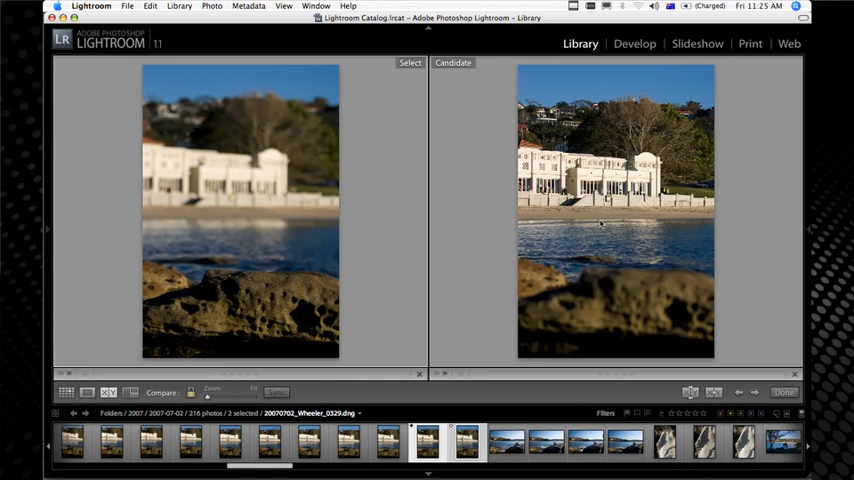 Lightroom File Edit Library Photo Metadata View Window Help (Charged) Fri 11:25 AM
Lightroom Catalog.lrcat - Adobe Photoshop Lightroom - Library
LR ADOBE PHOTOSHOP LIGHTROOM 1.1
Library | Develop | Slideshow | Print | Web
Select
Candidate
XY Compare : Zoom Fit Sync Done
Folders / 2007 / 2007-07-02 / 216 photos / 2 selected / 20070702_Wheeler_0329.dng Filters